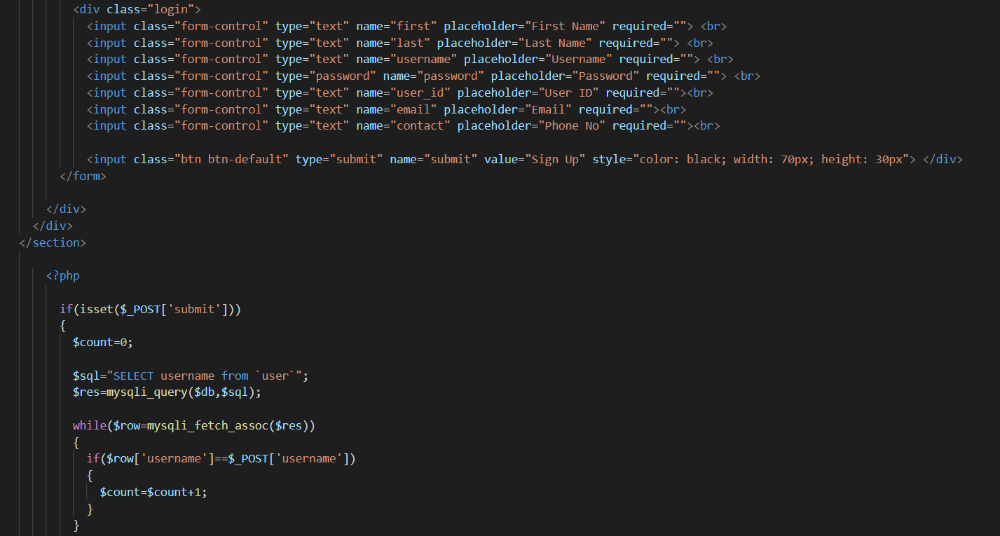 <div class="login">
<input class="form-control" type="text" name="first" placeholder="First Name" required=""> <br>
<input class="form-control" type="text" name="last" placeholder="Last Name" required=""> <br>
<input class="form-control" type="text" name="username" placeholder="Username" required=""> <br>
<input class="form-control" type="password" name="password" placeholder="Password" required=""> <br>
<input class="form-control" type="text" name="user_id" placeholder="User ID" required=""><br>
<input class="form-control" type="text" name="email" placeholder="Email" required=""><br>
<input class="form-control" type="text" name="contact" placeholder="Phone No" required=""><br>
<input class="btn btn-default" type="submit" name="submit" value="Sign Up" style="color: black; width: 70px; height: 30px"> </div>
</form>
</div>
</div>
</section>
<?php
if(isset($_POST['submit']))
{
$count=0;
$sql="SELECT username from `user`";
$res=mysqli_query($db,$sql);
while($row=mysqli_fetch_assoc($res))
{
if($row['username']==$_POST['username'])
{
$count=$count+1;
}
}